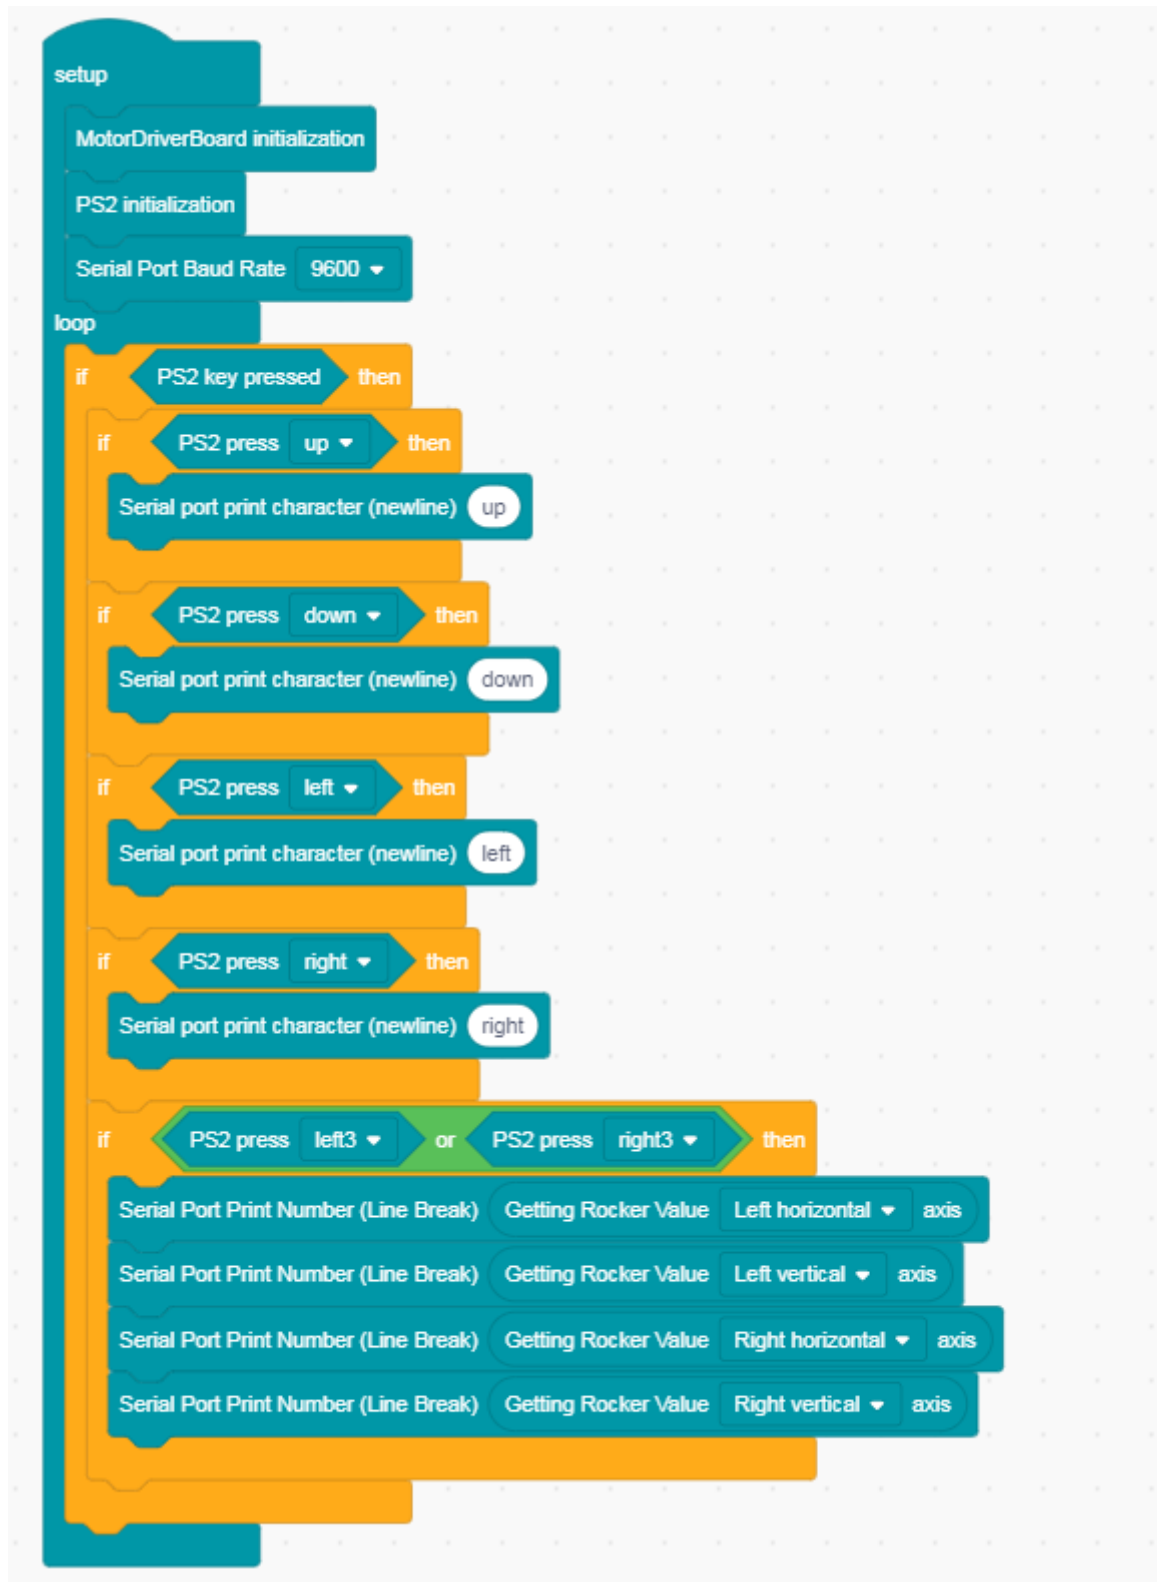 setup
MotorDriverBoard initialization
PS2 initialization
Serial Port Baud Rate 9600
loop
if PS2 key pressed then
if PS2 press up then
Serial port print character (newline) up
if PS2 press down then
Serial port print character (newline) down
if PS2 press left then
Serial port print character (newline) left
if PS2 press right then
Serial port print character (newline) right
if PS2 press left3 or PS2 press right3 then
Serial Port Print Number (Line Break) Getting Rocker Value Left horizontal axis
Serial Port Print Number (Line Break) Getting Rocker Value Left vertical axis
Serial Port Print Number (Line Break) Getting Rocker Value Right horizontal axis
Serial Port Print Number (Line Break) Getting Rocker Value Right vertical axis